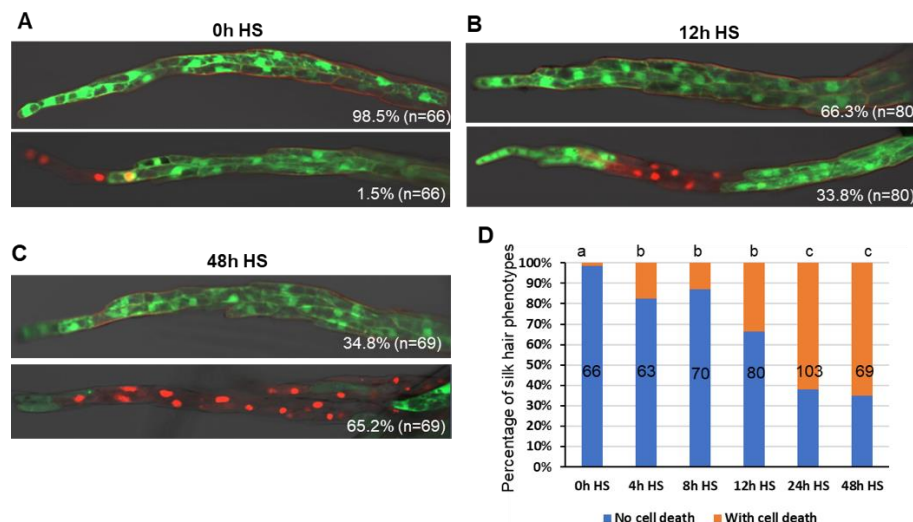 A
0h HS
98.5% (n=66)
1.5% (n=66)
B
12h HS
66.3% (n=80)
33.8% (n=80)
C
48h HS
34.8% (n=69)
65.2% (n=69)
D
a b b b c c
Percentage of silk hair phenotypes
100%
90%
80%
70%
60%
50%
40%
30%
20%
10%
0%
66 63 70 80 103 69
0h HS 4h HS 8h HS 12h HS 24h HS 48h HS
No cell death With cell death